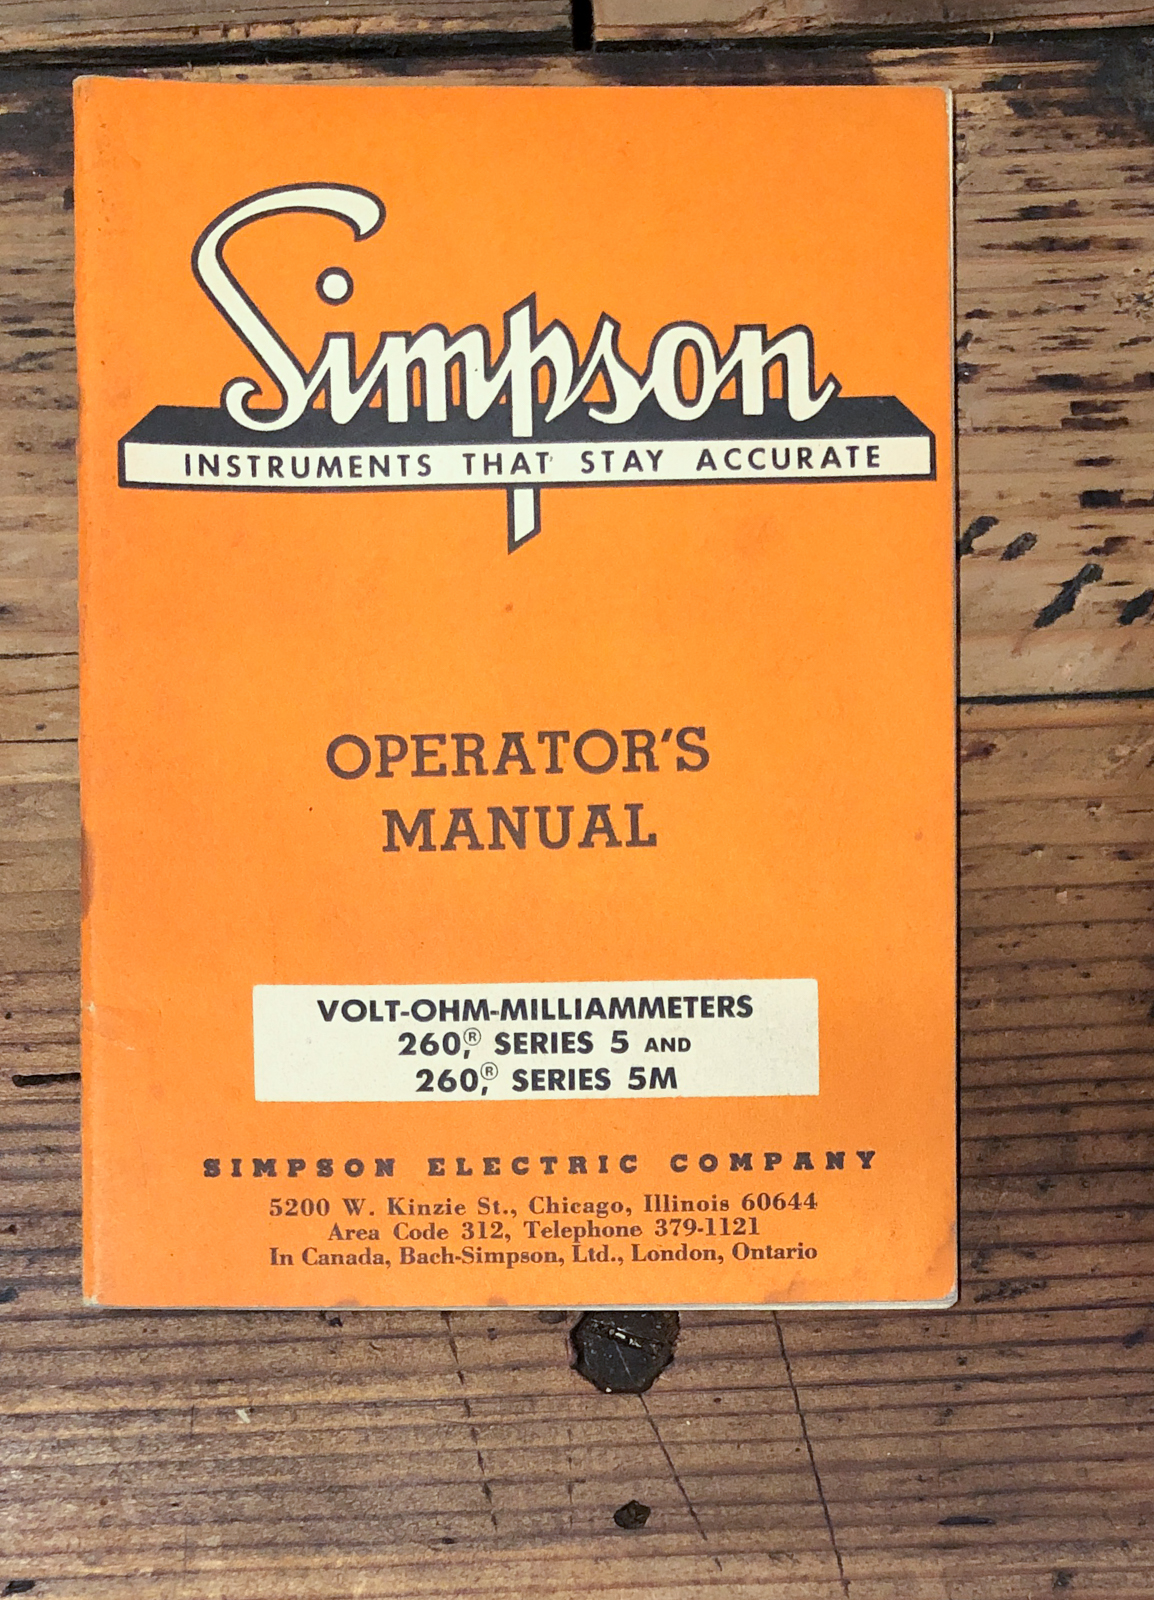 Simpson
INSTRUMENTS THAT STAY ACCURATE
OPERATOR'S
MANUAL
VOLT-OHM-MILLIAMMETERS
260,® SERIES 5 AND
260,® SERIES 5M
SIMPSON ELECTRIC COMPANY
5200 W. Kinzie St., Chicago, Illinois 60644
Area Code 312, Telephone 379-1121
In Canada, Bach-Simpson, Ltd., London, Ontario